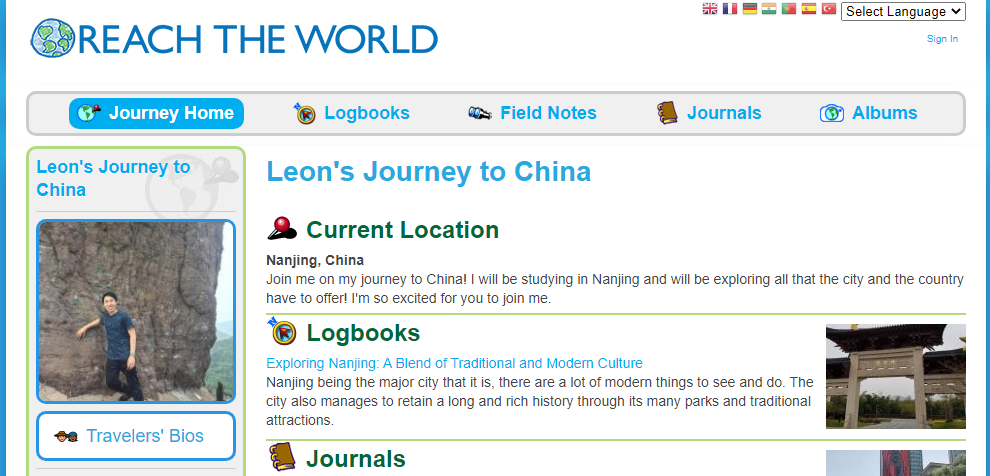 REACH THE WORLD
Select Language
Sign In
Journey Home
Logbooks
Field Notes
Journals
Albums
Leon's Journey to
China
Travelers' Bios
Leon's Journey to China
Current Location
Nanjing, China
Join me on my journey to China! I will be studying in Nanjing and will be exploring all that the city and the country
have to offer! I'm so excited for you to join me.
Logbooks
Exploring Nanjing: A Blend of Traditional and Modern Culture
Nanjing being the major city that it is, there are a lot of modern things to see and do. The
city also manages to retain a long and rich history through its many parks and traditional
attractions.
Journals